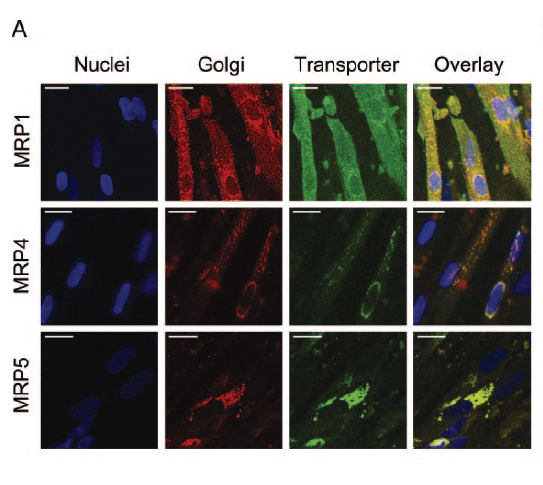 A
Nuclei Golgi Transporter Overlay
MRP1
MRP4
MRP5